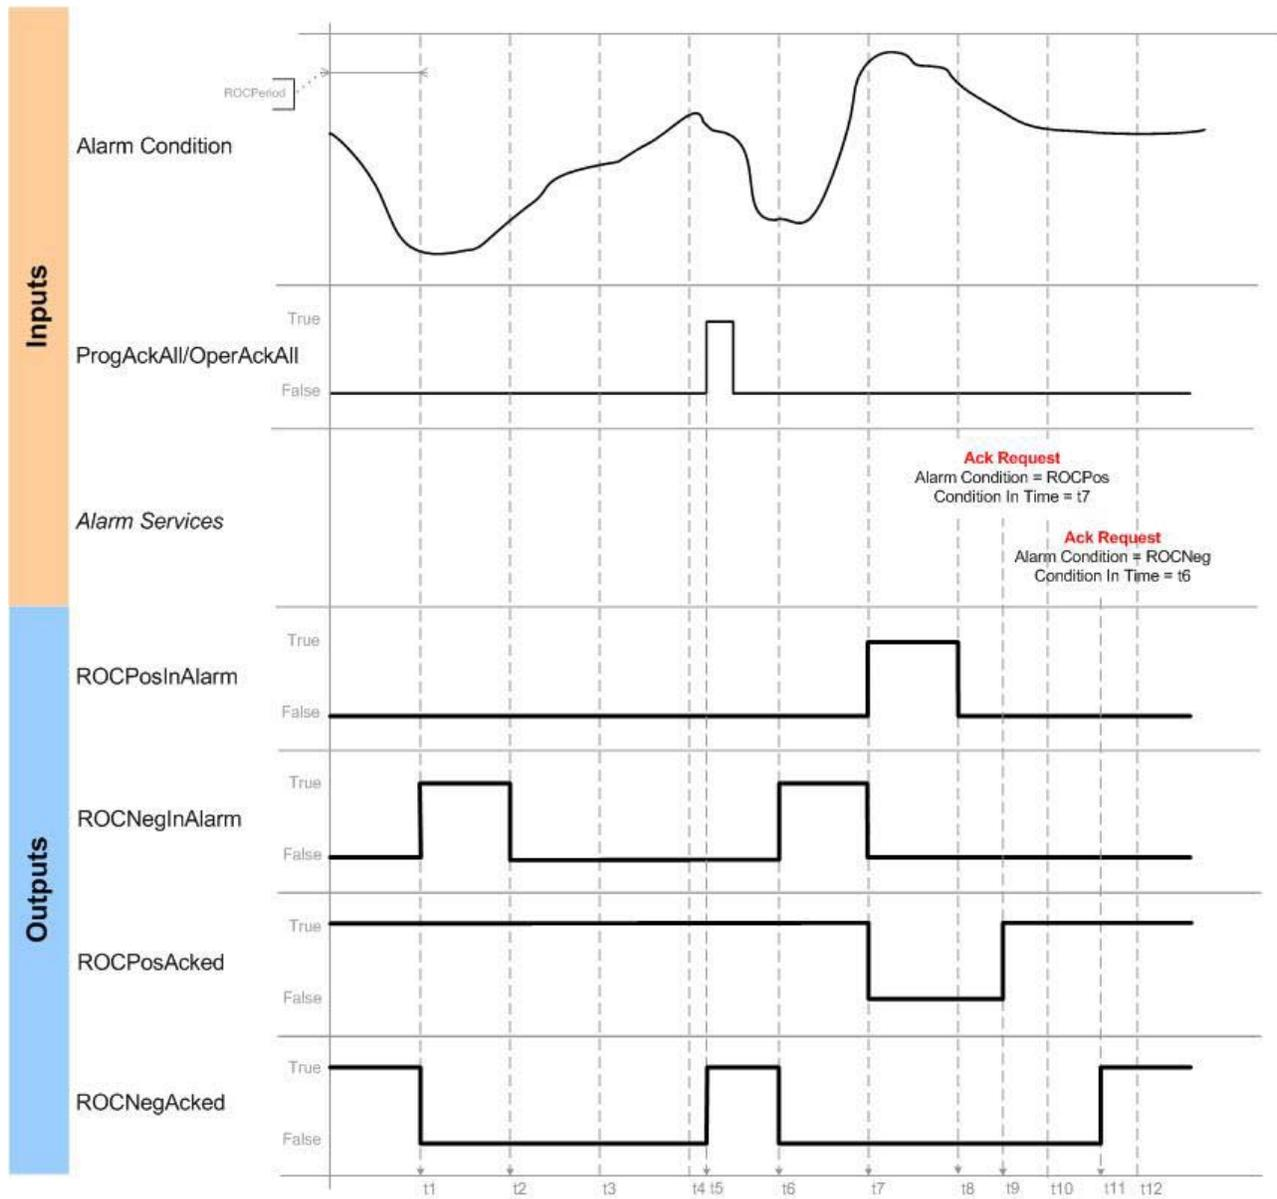 Inputs
ROCPeriod
Alarm Condition
True
ProgAckAll/OperAckAll
False
Ack Request
Alarm Condition = ROCPos
Condition In Time = t7
Alarm Services
Ack Request
Alarm Condition = ROCNeg
Condition In Time = t6
Outputs
True
ROCPosInAlarm
False
True
ROCNegInAlarm
False
True
ROCPosAcked
False
True
ROCNegAcked
False
t1 t2 t3 t4 t5 t6 t7 t8 t9 t10 t11 t12